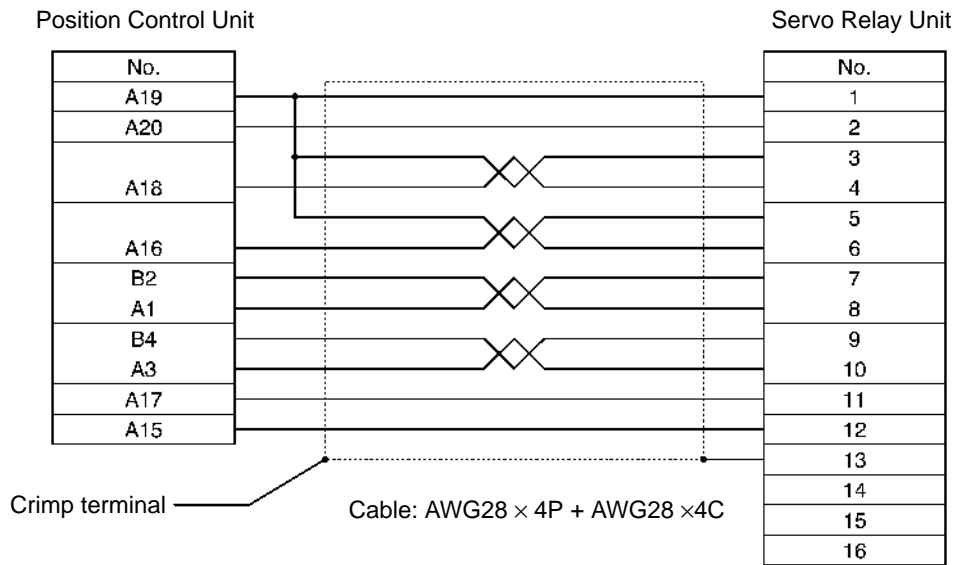 Position Control Unit Servo Relay Unit
No. No.
A19 1
A20 2
3
A18 4
5
A16 6
B2 7
A1 8
B4 9
A3 10
A17 11
A15 12
13
14
15
16
Crimp terminal
Cable: AWG28 × 4P + AWG28 ×4C